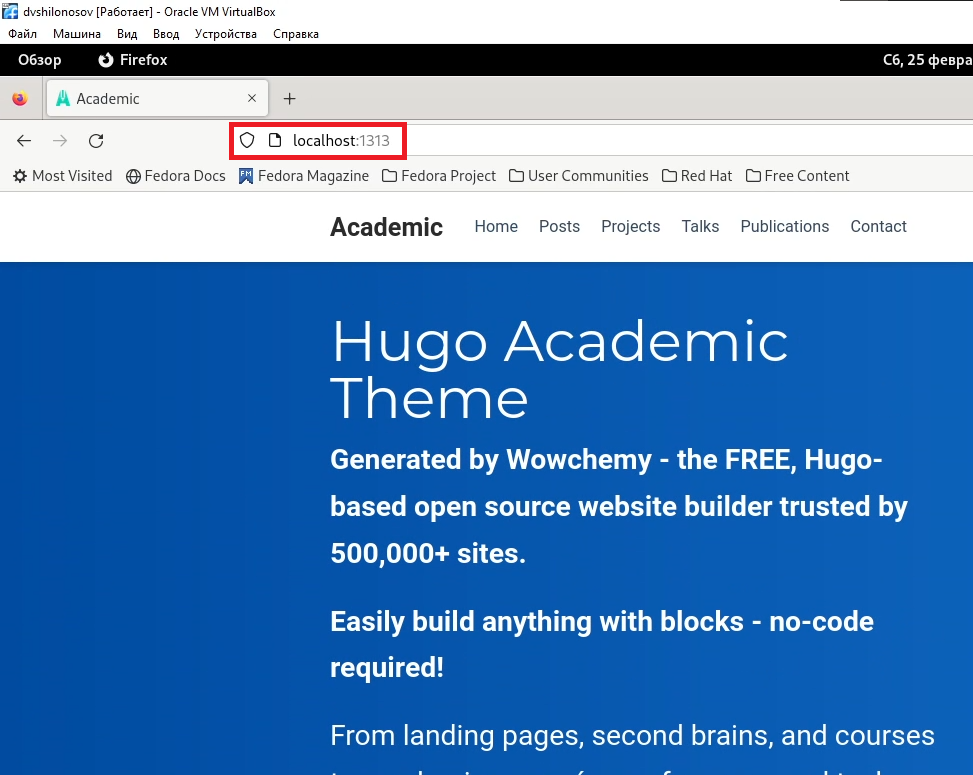 dvshilonosov [Работает] - Oracle VM VirtualBox
Файл Машина Вид Ввод Устройства Справка
Обзор Firefox Сб, 25 февра
Academic
localhost:1313
Most Visited Fedora Docs Fedora Magazine Fedora Project User Communities Red Hat Free Content
Academic Home Posts Projects Talks Publications Contact
Hugo Academic
Theme
Generated by Wowchemy - the FREE, Hugo-
based open source website builder trusted by
500,000+ sites.
Easily build anything with blocks - no-code
required!
From landing pages, second brains, and courses